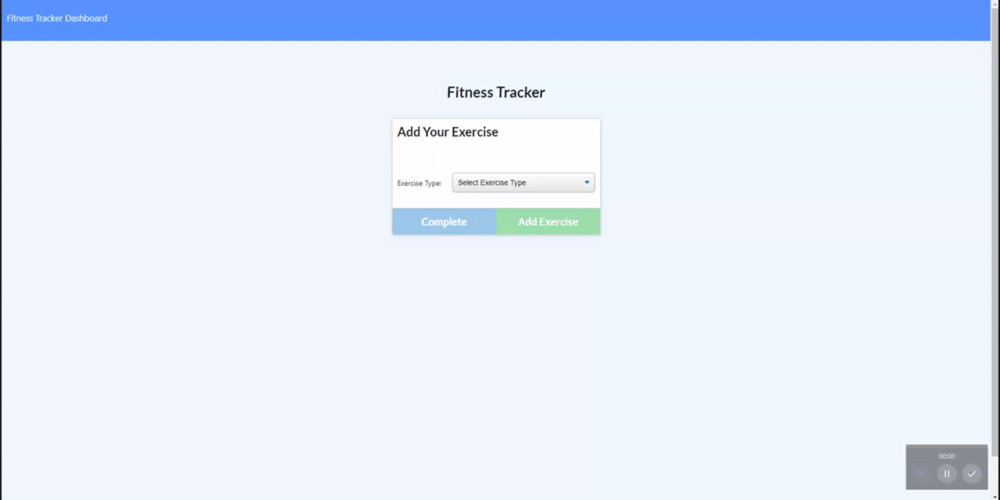 Fitness Tracker Dashboard
Fitness Tracker
Add Your Exercise
Exercise Type: Select Exercise Type
Complete Add Exercise
00:00